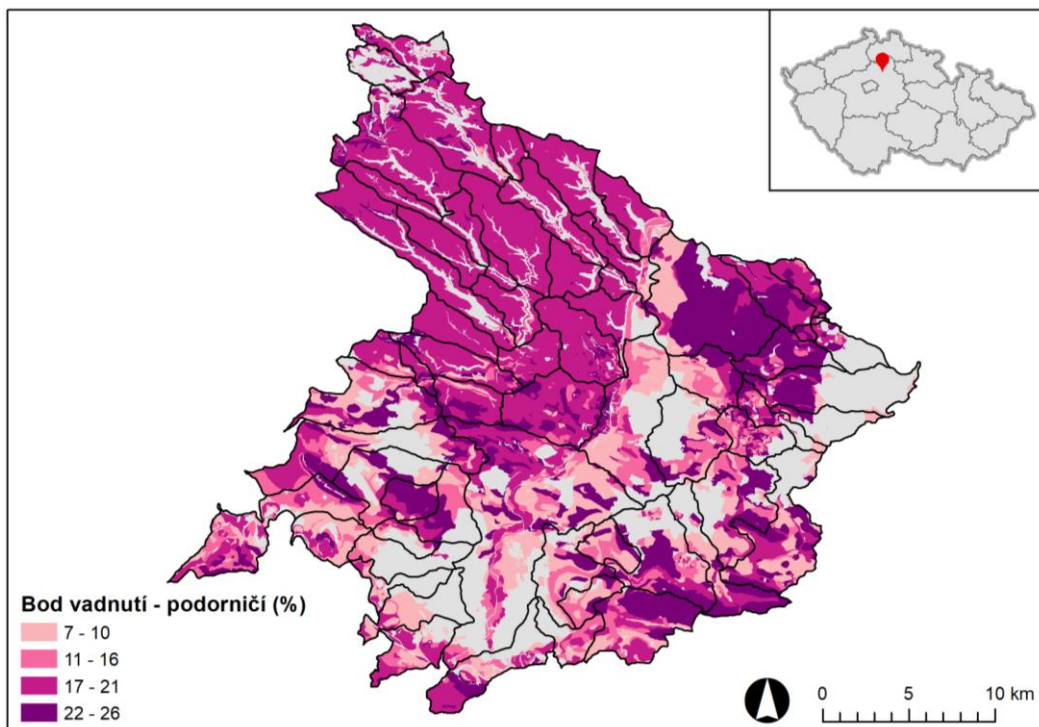 Bod vadnutí - podorničí (%)
7 - 10
11 - 16
17 - 21
22 - 26
0 5 10 km